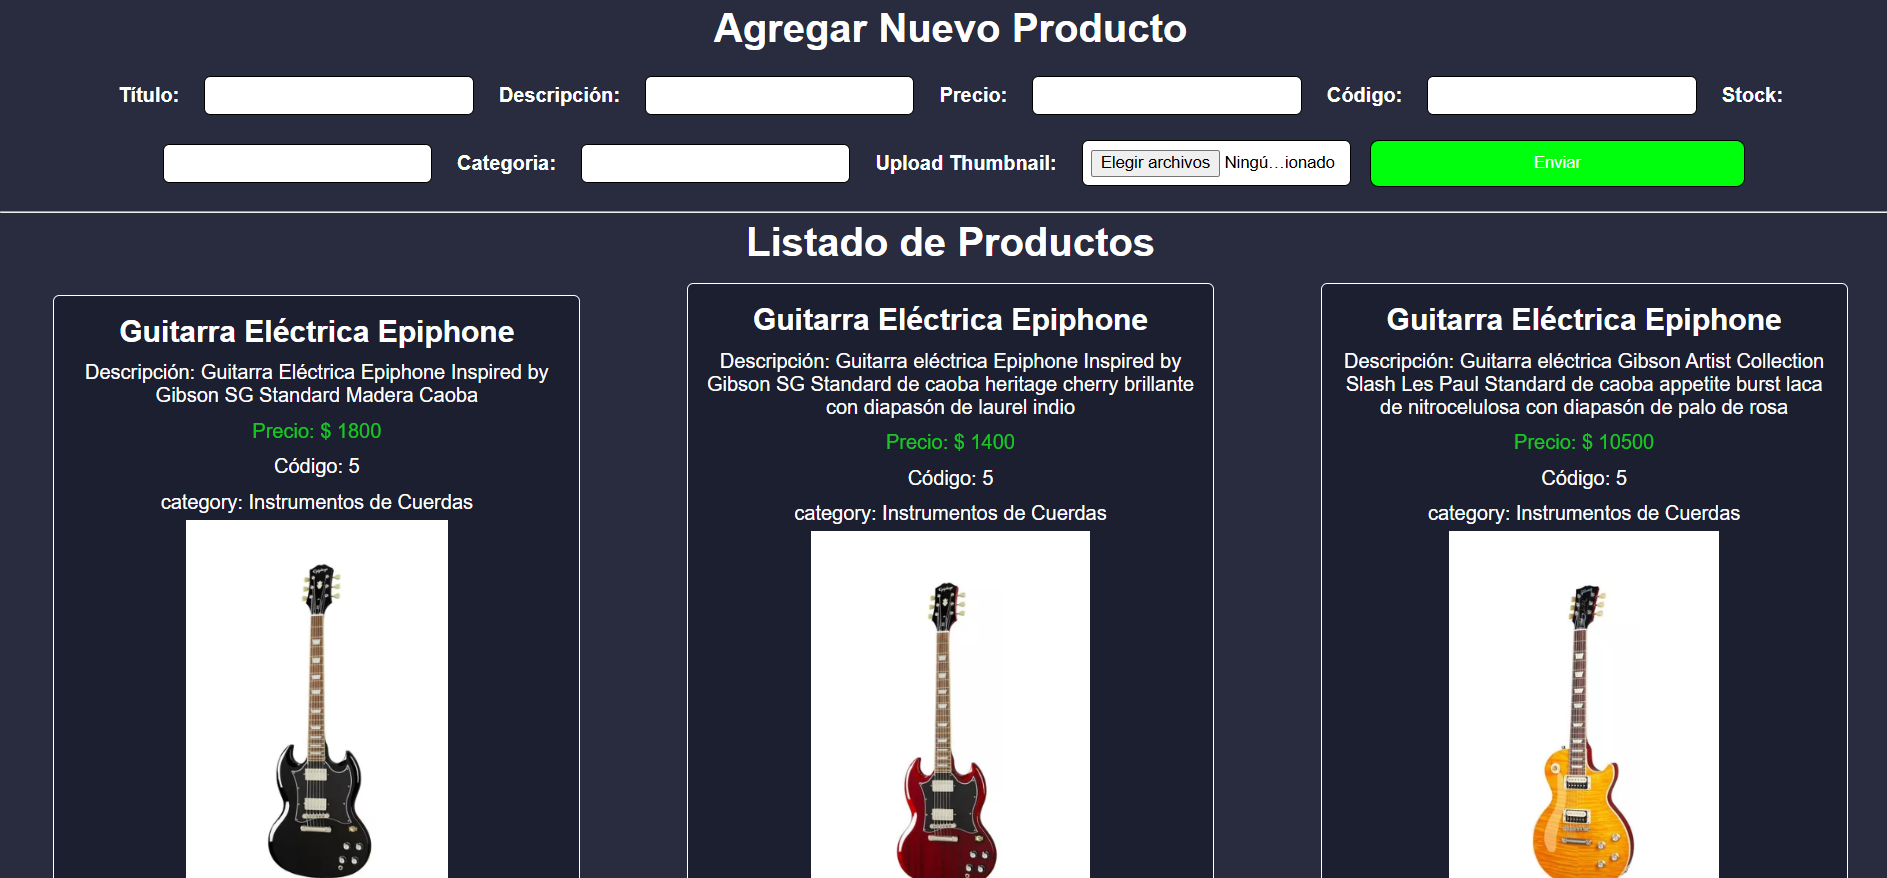 Agregar Nuevo Producto
Título: Descripción: Precio: Código: Stock:
Categoria: Upload Thumbnail: Elegir archivos Ningú...ionado Enviar
Listado de Productos
Guitarra Eléctrica Epiphone
Descripción: Guitarra Eléctrica Epiphone Inspired by
Gibson SG Standard Madera Caoba
Precio: $ 1800
Código: 5
category: Instrumentos de Cuerdas
Guitarra Eléctrica Epiphone
Descripción: Guitarra eléctrica Epiphone Inspired by
Gibson SG Standard de caoba heritage cherry brillante
con diapasón de laurel indio
Precio: $ 1400
Código: 5
category: Instrumentos de Cuerdas
Guitarra Eléctrica Epiphone
Descripción: Guitarra eléctrica Gibson Artist Collection
Slash Les Paul Standard de caoba appetite burst laca
de nitrocelulosa con diapasón de palo de rosa
Precio: $ 10500
Código: 5
category: Instrumentos de Cuerdas